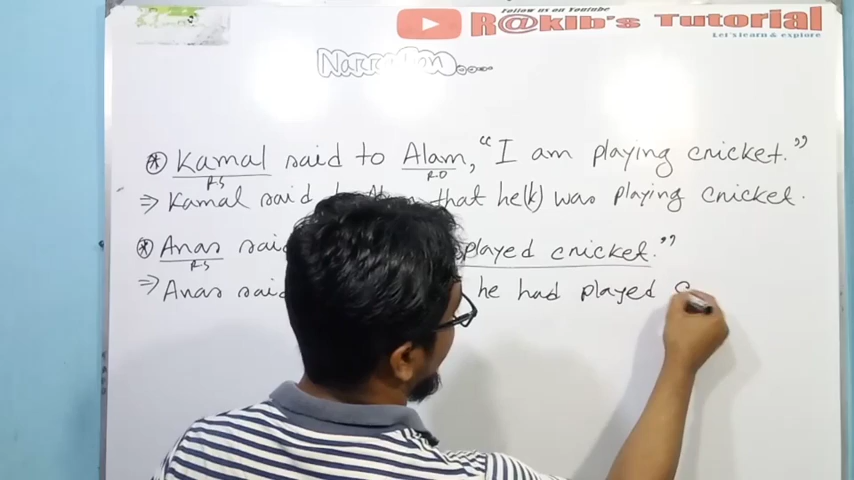 Follow us on Youtube
R@kib's Tutorial
Let's learn & explore
Narration...
* Kamal said to Alam, "I am playing cricket."
RS RO
⇒ Kamal said that he(k) was playing cricket.
* Anas said played cricket."
RS
⇒ Anas said he had played